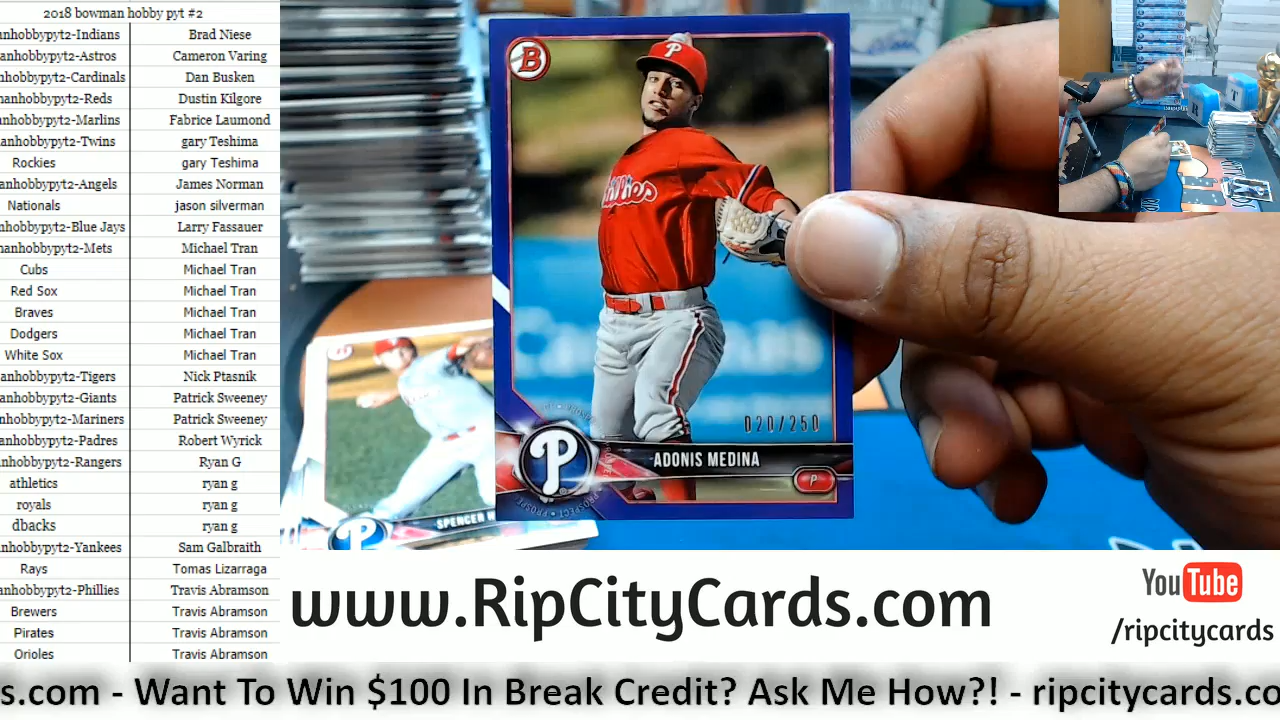 2018 bowman hobby pyt #2
anhobbypyt2-Indians Brad Niese
anhobbypyt2-Astros Cameron Varing
nhobbypyt2-Cardinals Dan Busken
manhobbypyt2-Reds Dustin Kilgore
anhobbypyt2-Marlins Fabrice Laumond
manhobbypyt2-Twins gary Teshima
Rockies gary Teshima
anhobbypyt2-Angels James Norman
Nationals jason silverman
nhobbypyt2-Blue Jays Larry Fassauer
manhobbypyt2-Mets Michael Tran
Cubs Michael Tran
Red Sox Michael Tran
Braves Michael Tran
Dodgers Michael Tran
White Sox Michael Tran
anhobbypyt2-Tigers Nick Ptasnik
anhobbypyt2-Giants Patrick Sweeney
anhobbypyt2-Mariners Patrick Sweeney
anhobbypyt2-Padres Robert Wyrick
anhobbypyt2-Rangers Ryan G
athletics ryan g
royals ryan g
dbacks ryan g
nhobbypyt2-Yankees Sam Galbraith
Rays Tomas Lizarraga
anhobbypyt2-Phillies Travis Abramson
Brewers Travis Abramson
Pirates Travis Abramson
Orioles Travis Abramson
B
P
Phillies
020/250
P
ADONIS MEDINA
P
SPENCER
T
www.RipCityCards.com
YouTube
/ripcitycards
s.com - Want To Win $100 In Break Credit? Ask Me How?! - ripcitycards.co